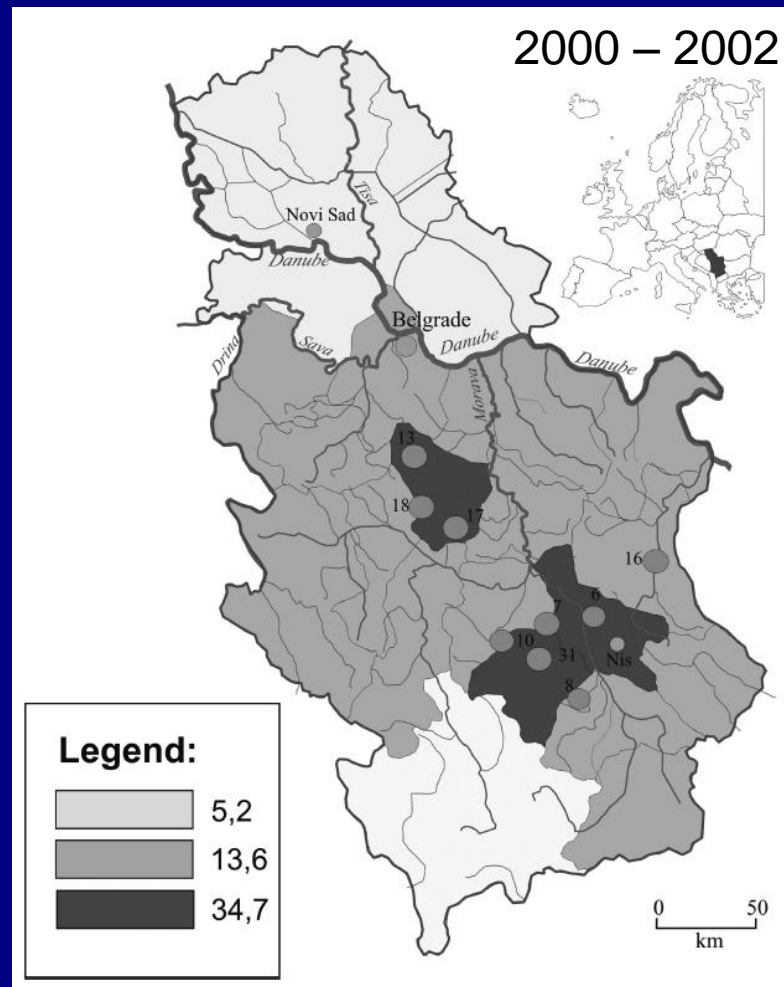 2000 – 2002
Tisa
Novi Sad
Danube
Belgrade
Drina
Sava
Danube
Danube
Morava
13
18
17
16
6
7
10
31
Nis
8
Legend:
5,2
13,6
34,7
0 50
km